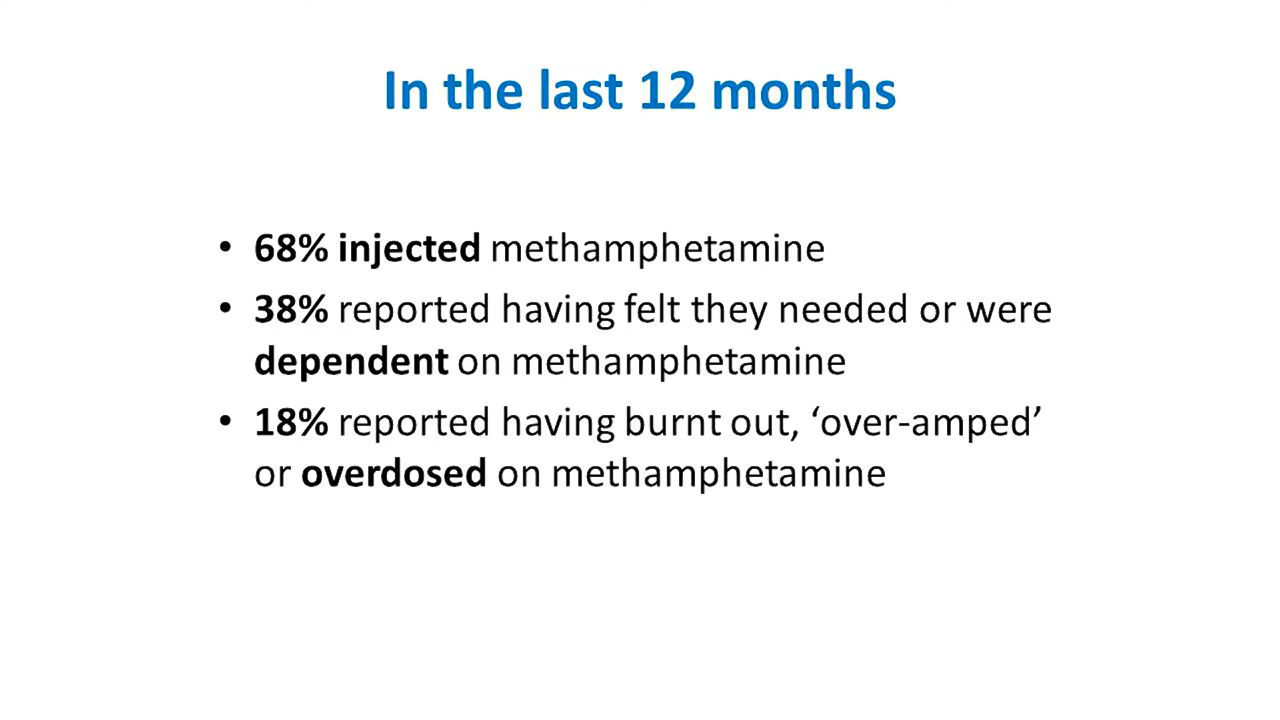 In the last 12 months
• 68% injected methamphetamine
• 38% reported having felt they needed or were
dependent on methamphetamine
• 18% reported having burnt out, ‘over-amped’
or overdosed on methamphetamine